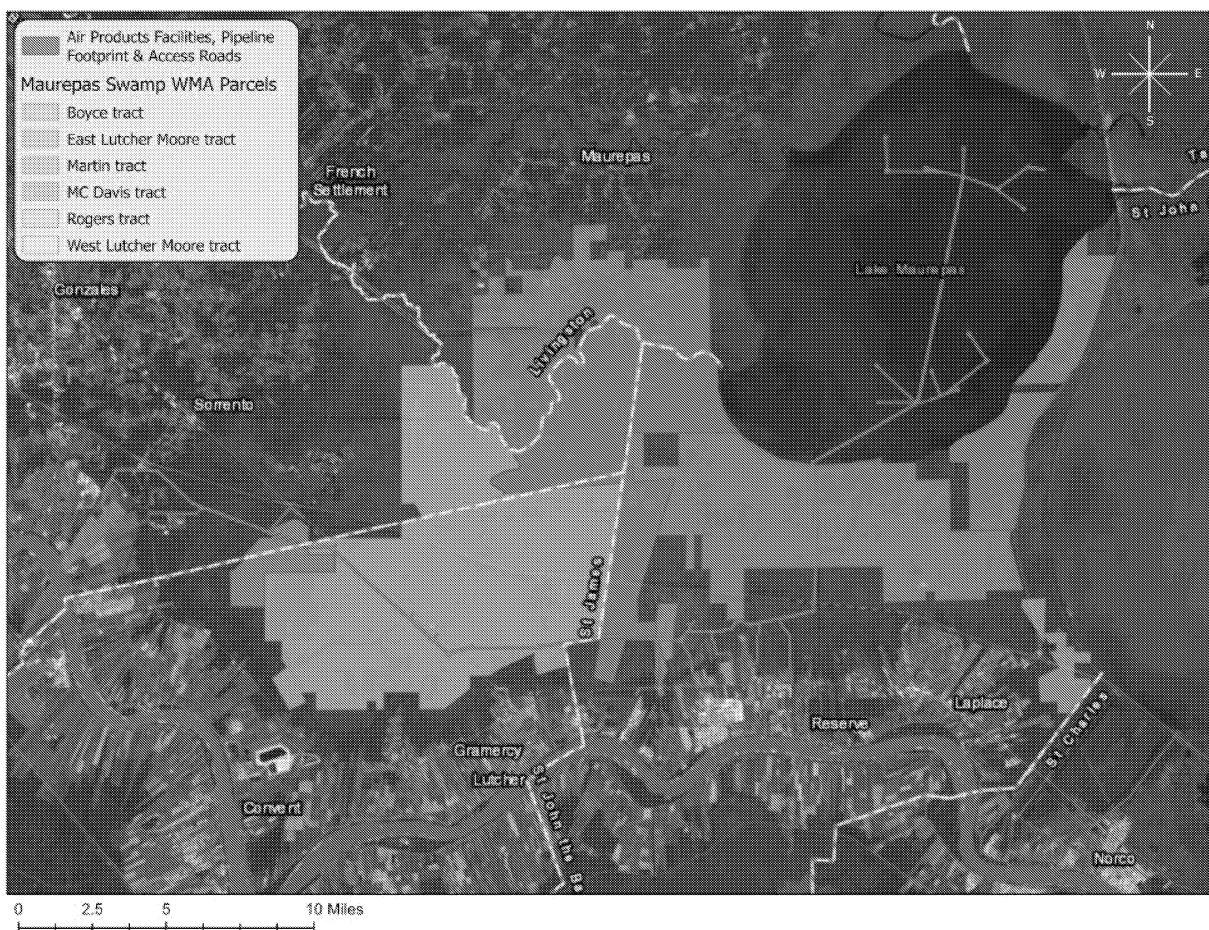 Air Products Facilities, Pipeline
Footprint & Access Roads
Maurepas Swamp WMA Parcels
Boyce tract
East Lutcher Moore tract
Martin tract
MC Davis tract
Rogers tract
West Lutcher Moore tract
N
W
E
S
Maurepas
French
Settlement
St John
Lake Maurepas
Gonzales
Livingston
Sorrento
St James
Laplace
Reserve
St Charles
Gramercy
Lutcher
St John the Ba
Convent
Norco
0
2.5
5
10 Miles